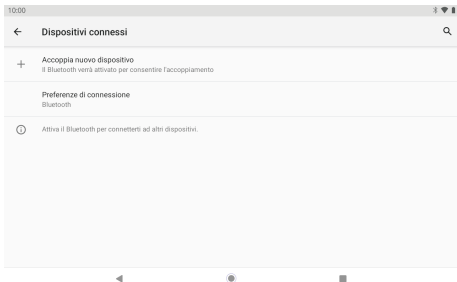 10:00
Dispositivi connessi
Accoppia nuovo dispositivo
Il Bluetooth verrà attivato per consentire l'accoppiamento
Preferenze di connessione
Bluetooth
Attiva il Bluetooth per connetterti ad altri dispositivi.